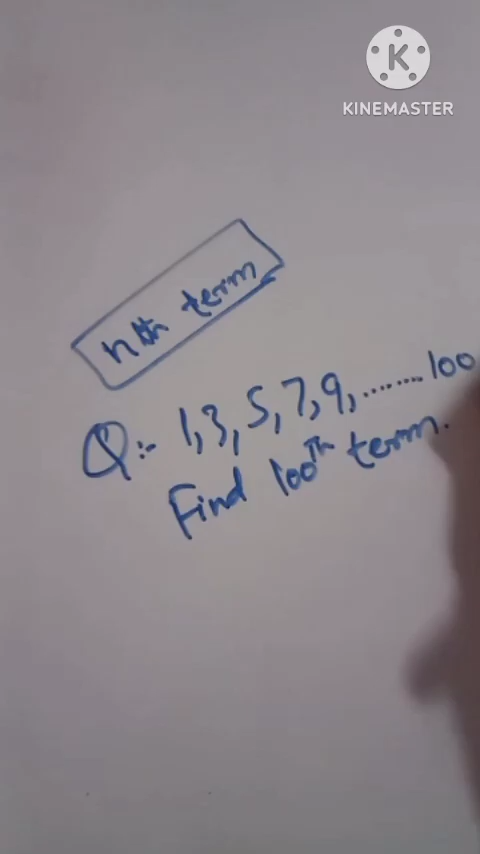 KINEMASTER
nth term
Q:- 1,3,5,7,9,........100
Find 100th term.